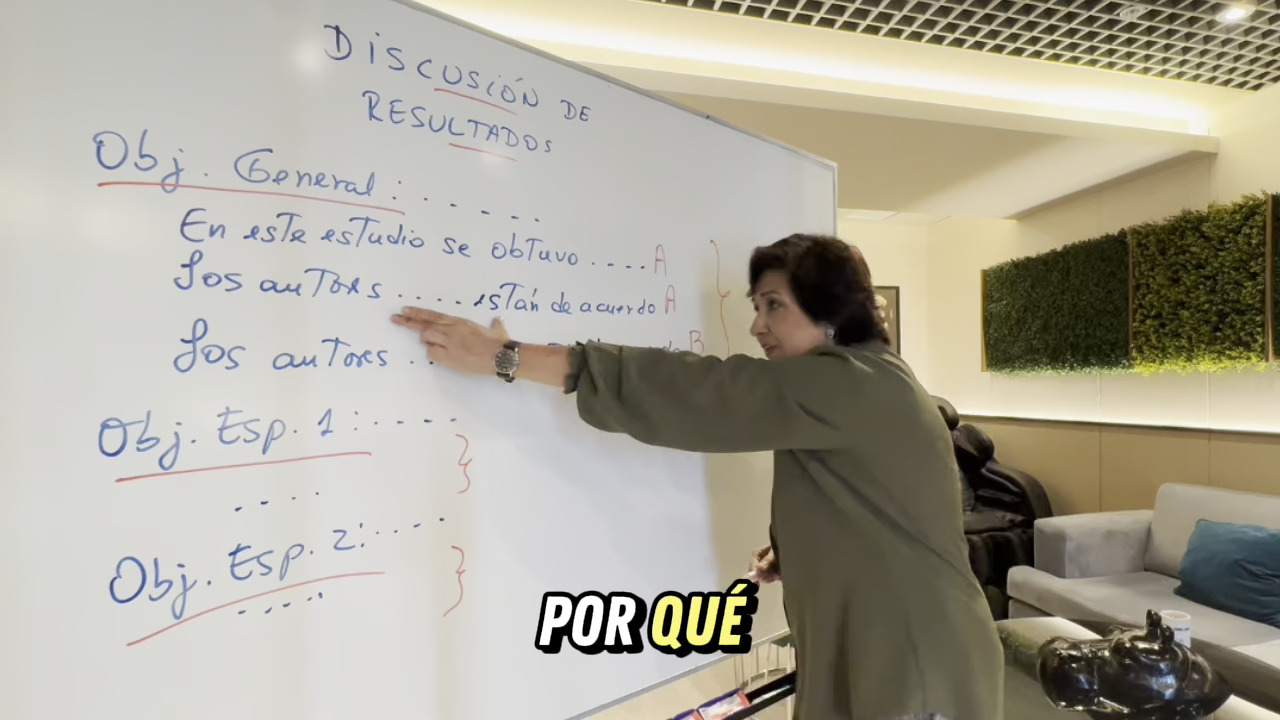 DISCUSIÓN DE
RESULTADOS
Obj. General : . . . . . .
En este estudio se obtuvo . . . . A
Los autores . . . . están de acuerdo A
Los autores . . B
Obj. Esp. 1 : . . . .
. . . .
Obj. Esp. 2 : . . . .
. . . .
POR QUÉ